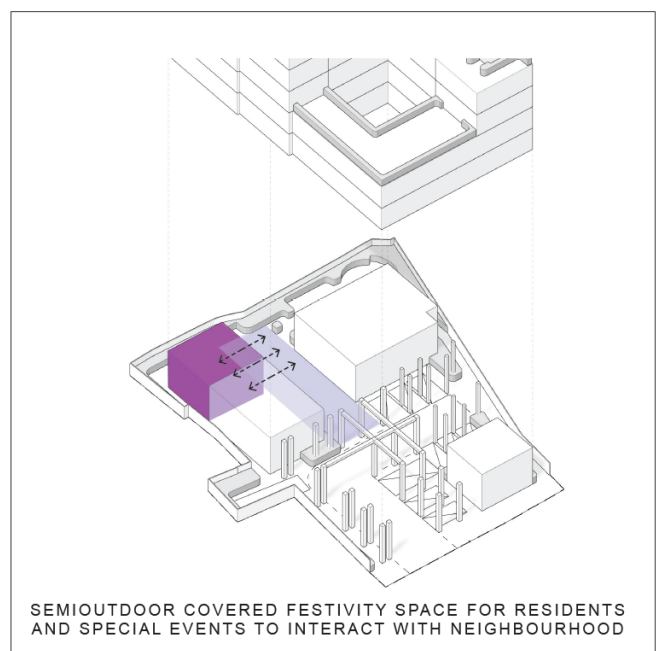 SEMIOUTDOOR COVERED FESTIVITY SPACE FOR RESIDENTS
AND SPECIAL EVENTS TO INTERACT WITH NEIGHBOURHOOD